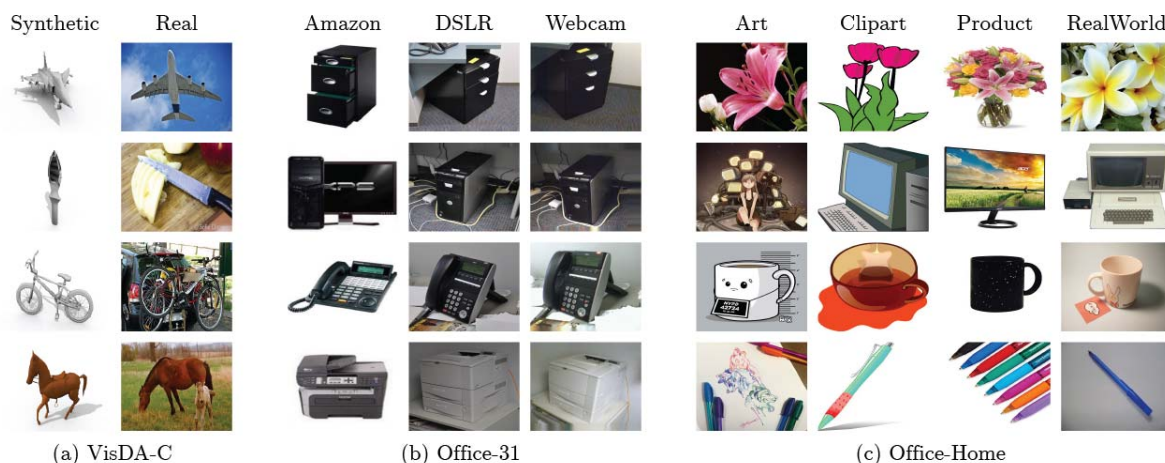 Synthetic Real
Amazon DSLR Webcam
Art Clipart Product RealWorld
(a) VisDA-C
(b) Office-31
(c) Office-Home